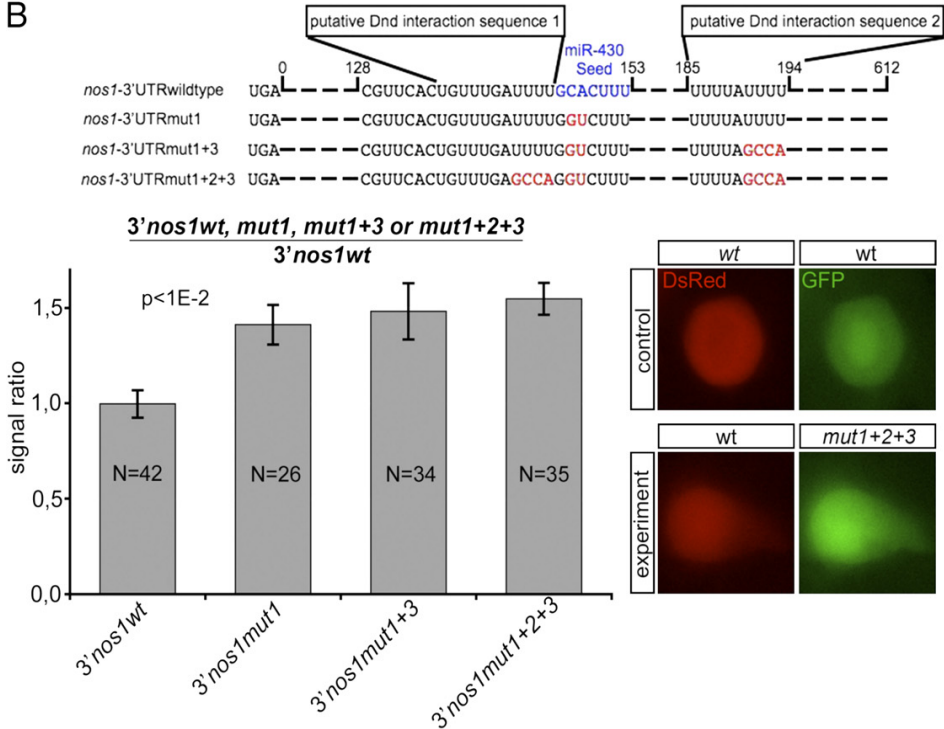 B
putative Dnd interaction sequence 1
putative Dnd interaction sequence 2
miR-430
Seed
0 128 153 185 194 612
nos1-3'UTRwildtype UGA CGUUCACUGUUUGAUUUUGCACUUU UUUUAUUUU
nos1-3'UTRmut1 UGA CGUUCACUGUUUGAUUUUGGUCUUU UUUUAUUUU
nos1-3'UTRmut1+3 UGA CGUUCACUGUUUGAUUUUGGUCUUU UUUUAGCCA
nos1-3'UTRmut1+2+3 UGA CGUUCACUGUUUGAGCCAGGUCUUU UUUUAGCCA
3'nos1wt, mut1, mut1+3 or mut1+2+3
3'nos1wt
signal ratio
1,5
1,0
0,5
0,0
p<1E-2
N=42
N=26
N=34
N=35
3'nos1wt
3'nos1mut1
3'nos1mut1+3
3'nos1mut1+2+3
wt
wt
control
DsRed
GFP
wt
mut1+2+3
experiment